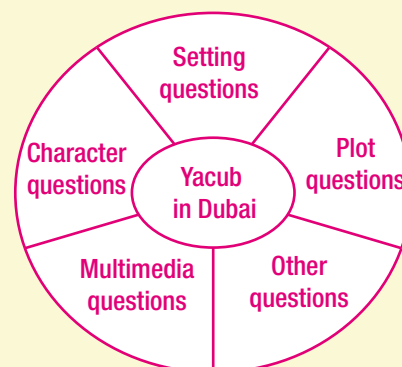 Setting
questions
Character
questions
Plot
questions
Yacub
in Dubai
Multimedia
questions
Other
questions